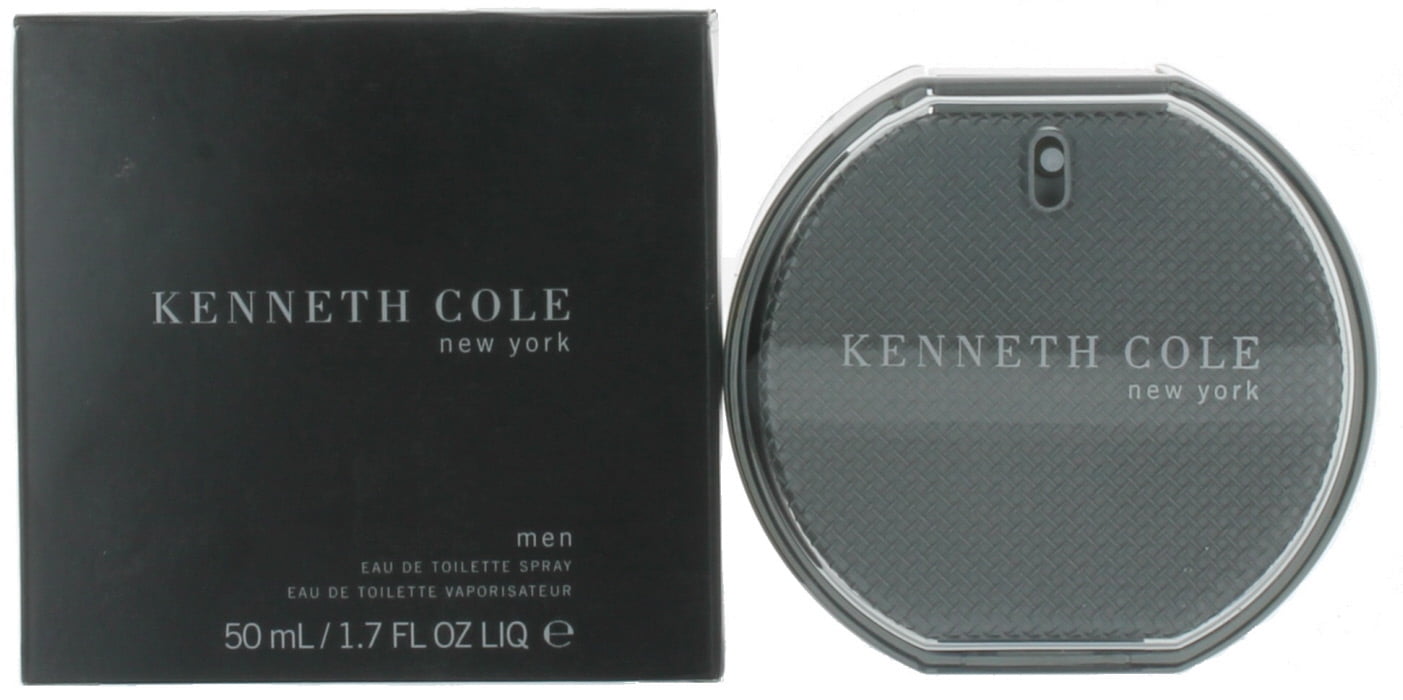 KENNETH COLE
new york
men
EAU DE TOILETTE SPRAY
EAU DE TOILETTE VAPORISATEUR
50 mL / 1.7 FL OZ LIQ ℮
KENNETH COLE
new york